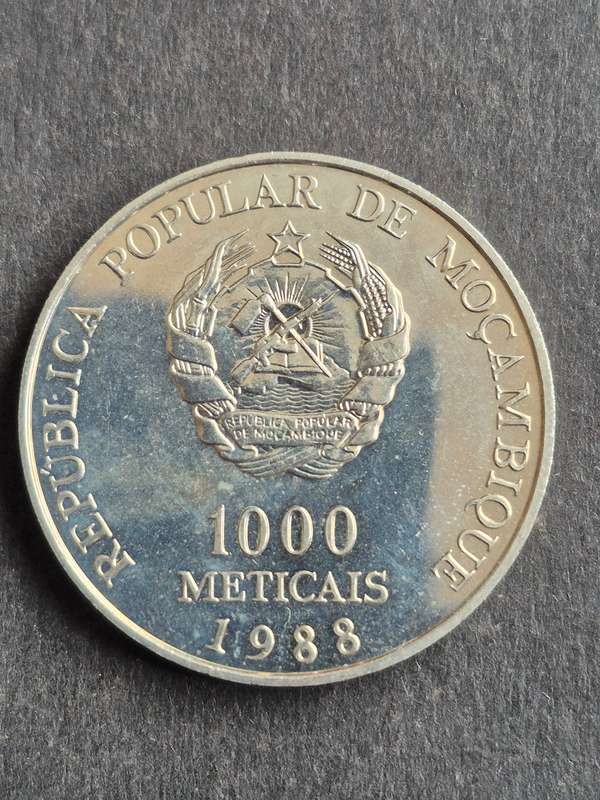 REPÚBLICA POPULAR DE MOÇAMBIQUE
REPÚBLICA POPULAR
DE MOÇAMBIQUE
1000
METICAIS
1988